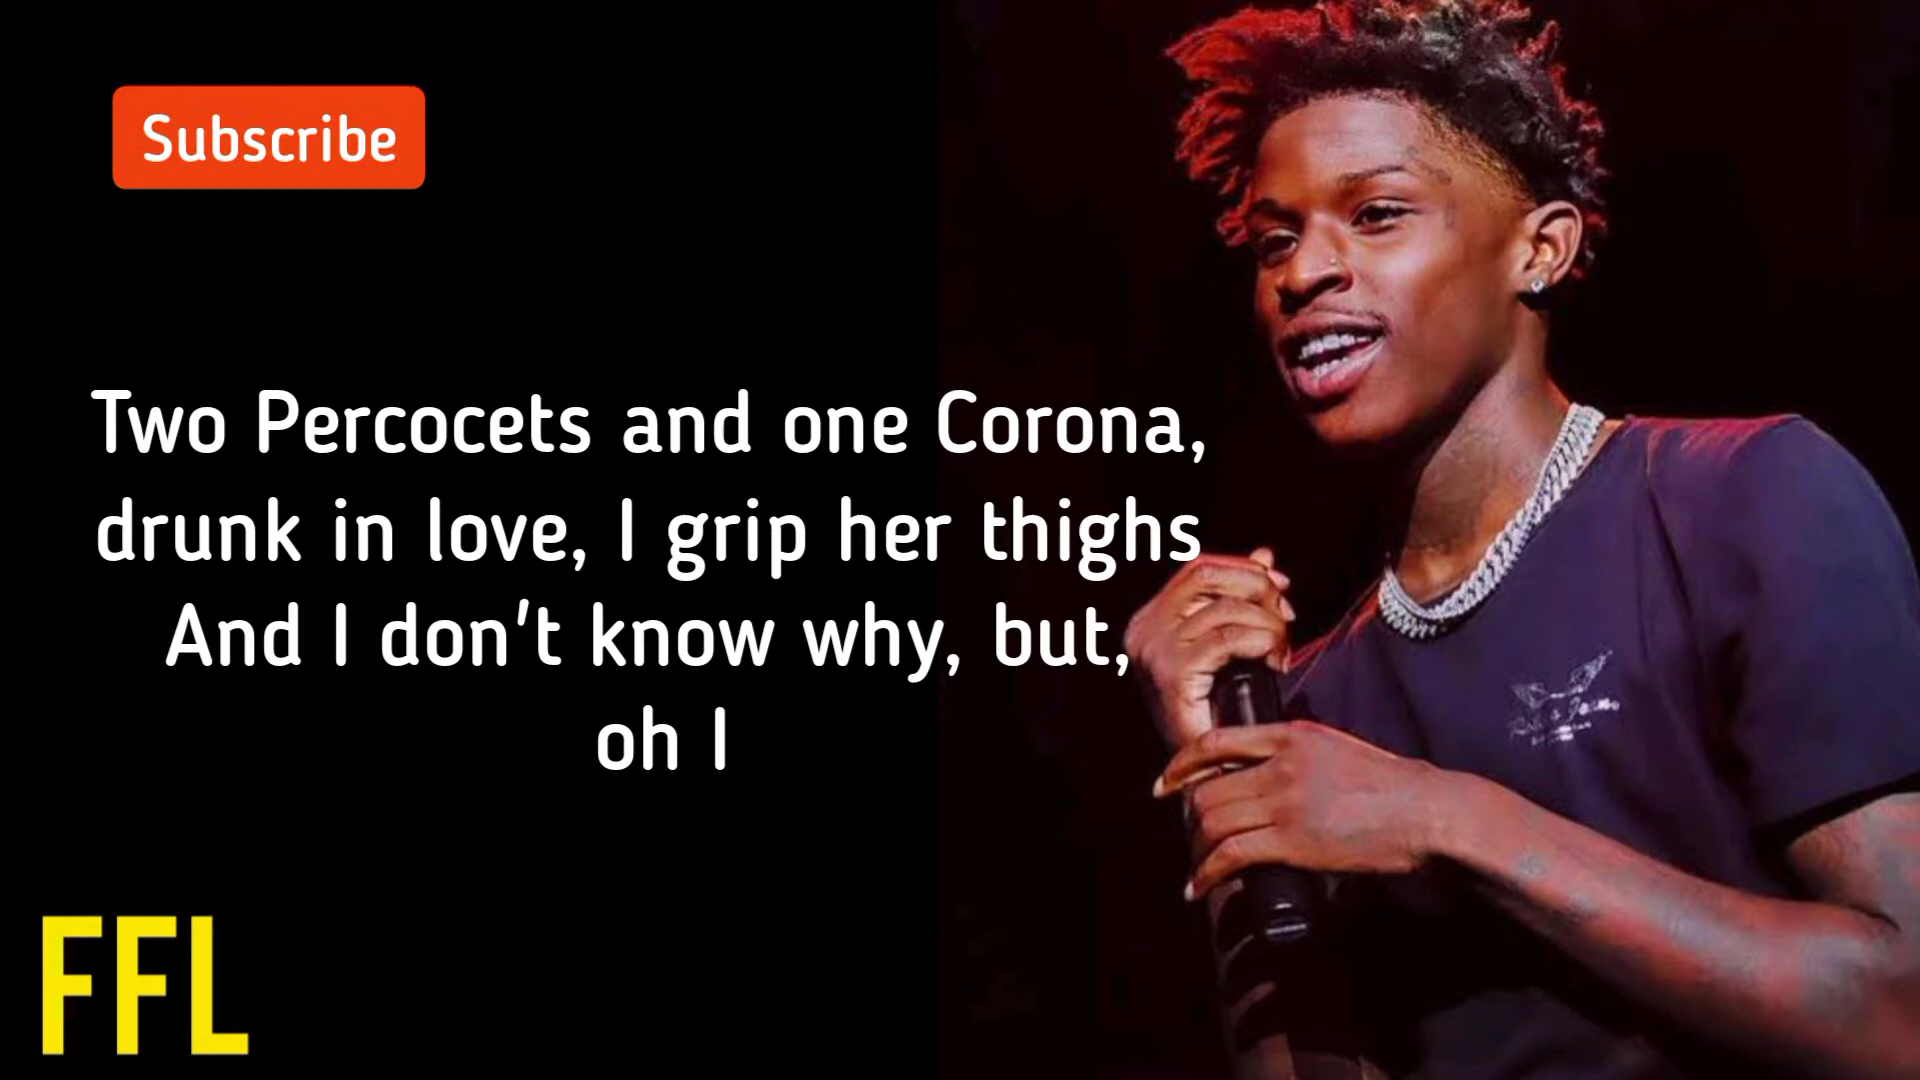 Subscribe
Two Percocets and one Corona,
drunk in love, I grip her thighs
And I don't know why, but,
oh I
FFL